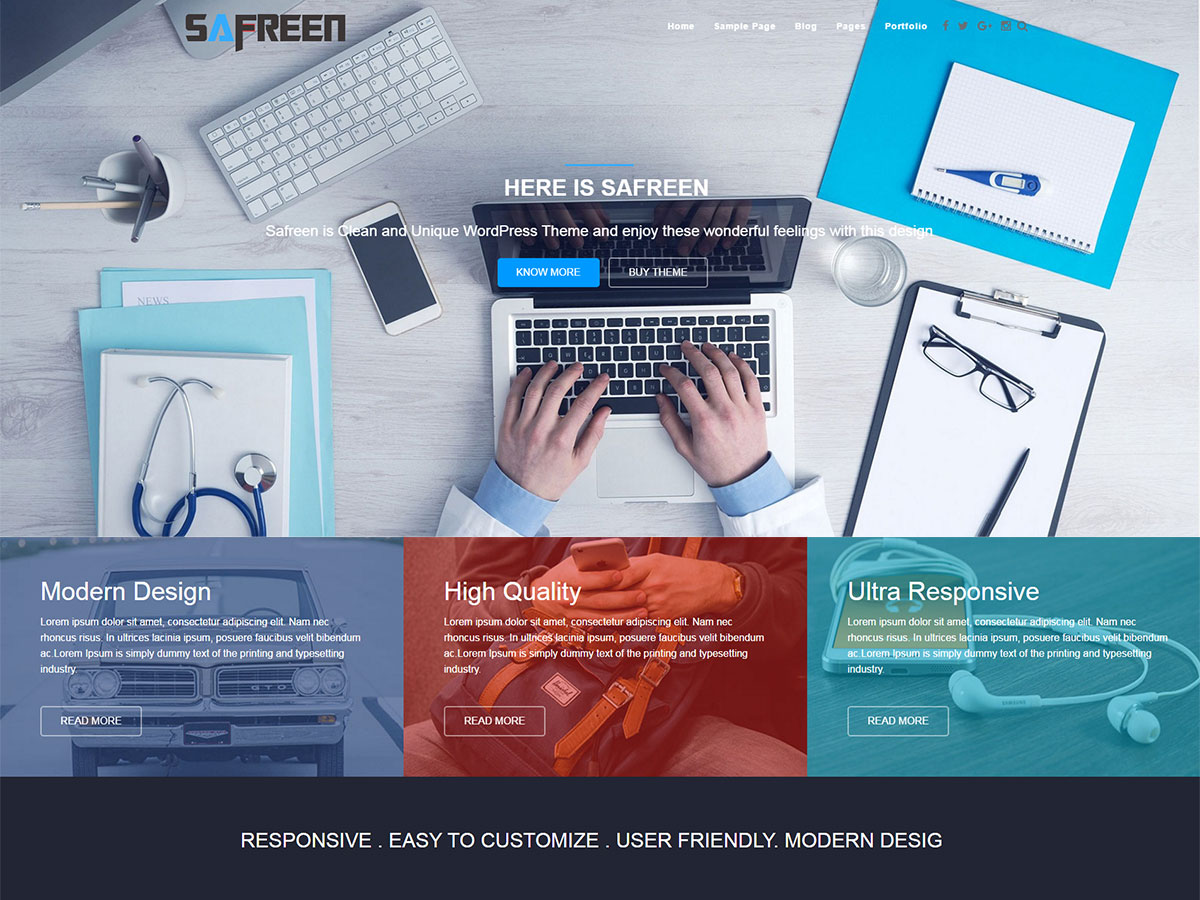 SAFREEN
Home Sample Page Blog Pages Portfolio
HERE IS SAFREEN
Safreen is Clean and Unique WordPress Theme and enjoy these wonderful feelings with this design
KNOW MORE BUY THEME
NEWS
Modern Design
Lorem ipsum dolor sit amet, consectetur adipiscing elit. Nam nec
rhoncus risus. In ultrices lacinia ipsum, posuere faucibus velit bibendum
ac.Lorem Ipsum is simply dummy text of the printing and typesetting
industry.
GTO
READ MORE
High Quality
Lorem ipsum dolor sit amet, consectetur adipiscing elit. Nam nec
rhoncus risus. In ultrices lacinia ipsum, posuere faucibus velit bibendum
ac.Lorem Ipsum is simply dummy text of the printing and typesetting
industry.
READ MORE
Ultra Responsive
Lorem ipsum dolor sit amet, consectetur adipiscing elit. Nam nec
rhoncus risus. In ultrices lacinia ipsum, posuere faucibus velit bibendum
ac.Lorem Ipsum is simply dummy text of the printing and typesetting
industry.
SAMSUNG
READ MORE
RESPONSIVE . EASY TO CUSTOMIZE . USER FRIENDLY. MODERN DESIG